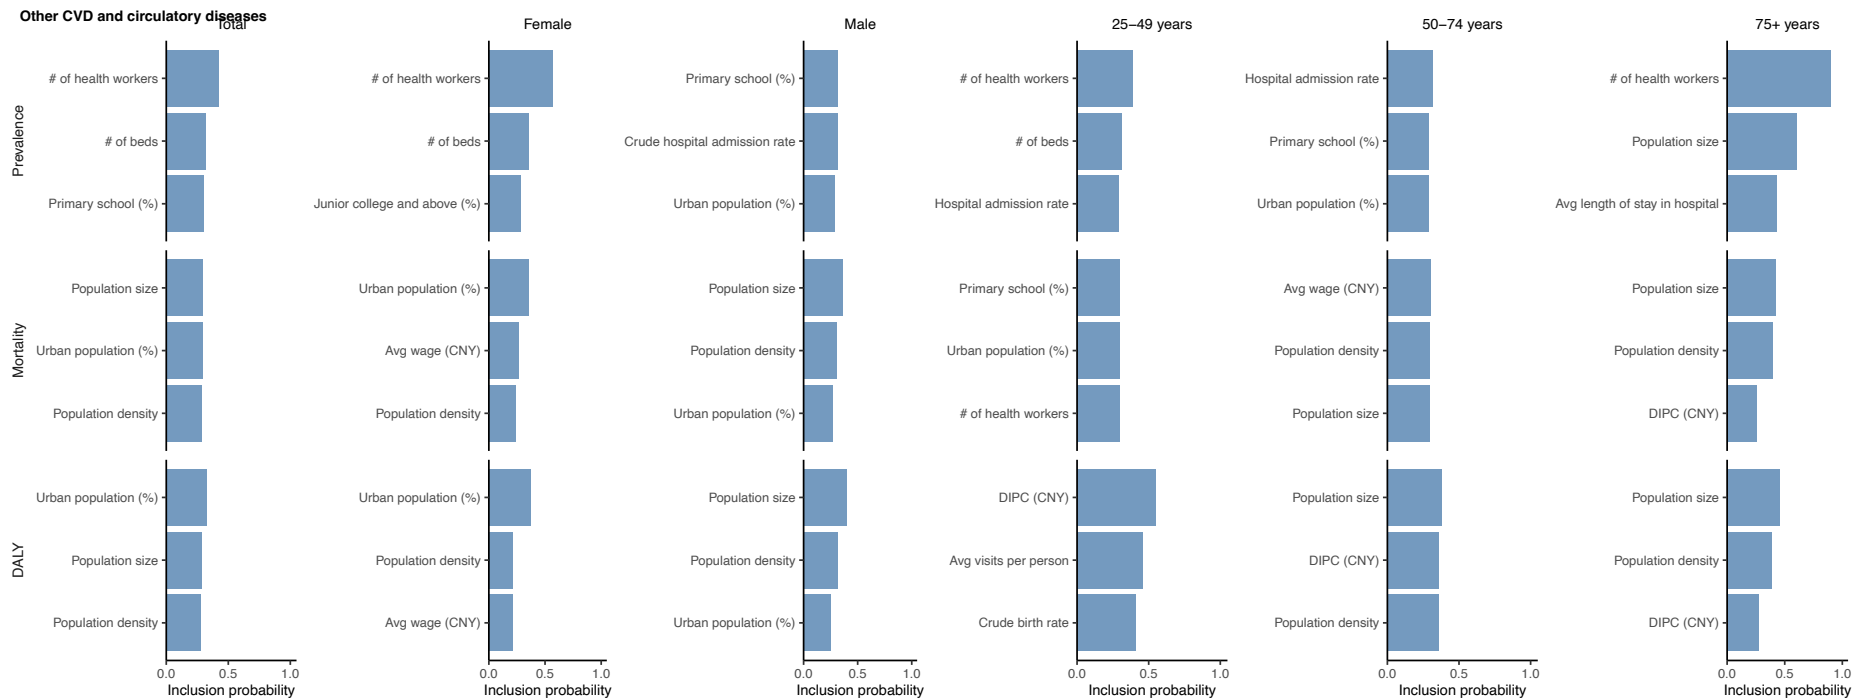 Other CVD and circulatory diseases
Total
Female
Male
25−49 years
50−74 years
75+ years
Prevalence
# of health workers
# of beds
Primary school (%)
# of health workers
# of beds
Junior college and above (%)
Primary school (%)
Crude hospital admission rate
Urban population (%)
# of health workers
# of beds
Hospital admission rate
Hospital admission rate
Primary school (%)
Urban population (%)
# of health workers
Population size
Avg length of stay in hospital
Mortality
Population size
Urban population (%)
Population density
Urban population (%)
Avg wage (CNY)
Population density
Population size
Population density
Urban population (%)
Primary school (%)
Urban population (%)
# of health workers
Avg wage (CNY)
Population density
Population size
Population size
Population density
DIPC (CNY)
DALY
Urban population (%)
Population size
Population density
Urban population (%)
Population density
Avg wage (CNY)
Population size
Population density
Urban population (%)
DIPC (CNY)
Avg visits per person
Crude birth rate
Population size
DIPC (CNY)
Population density
Population size
Population density
DIPC (CNY)
0.0 0.5 1.0
Inclusion probability
0.0 0.5 1.0
Inclusion probability
0.0 0.5 1.0
Inclusion probability
0.0 0.5 1.0
Inclusion probability
0.0 0.5 1.0
Inclusion probability
0.0 0.5 1.0
Inclusion probability